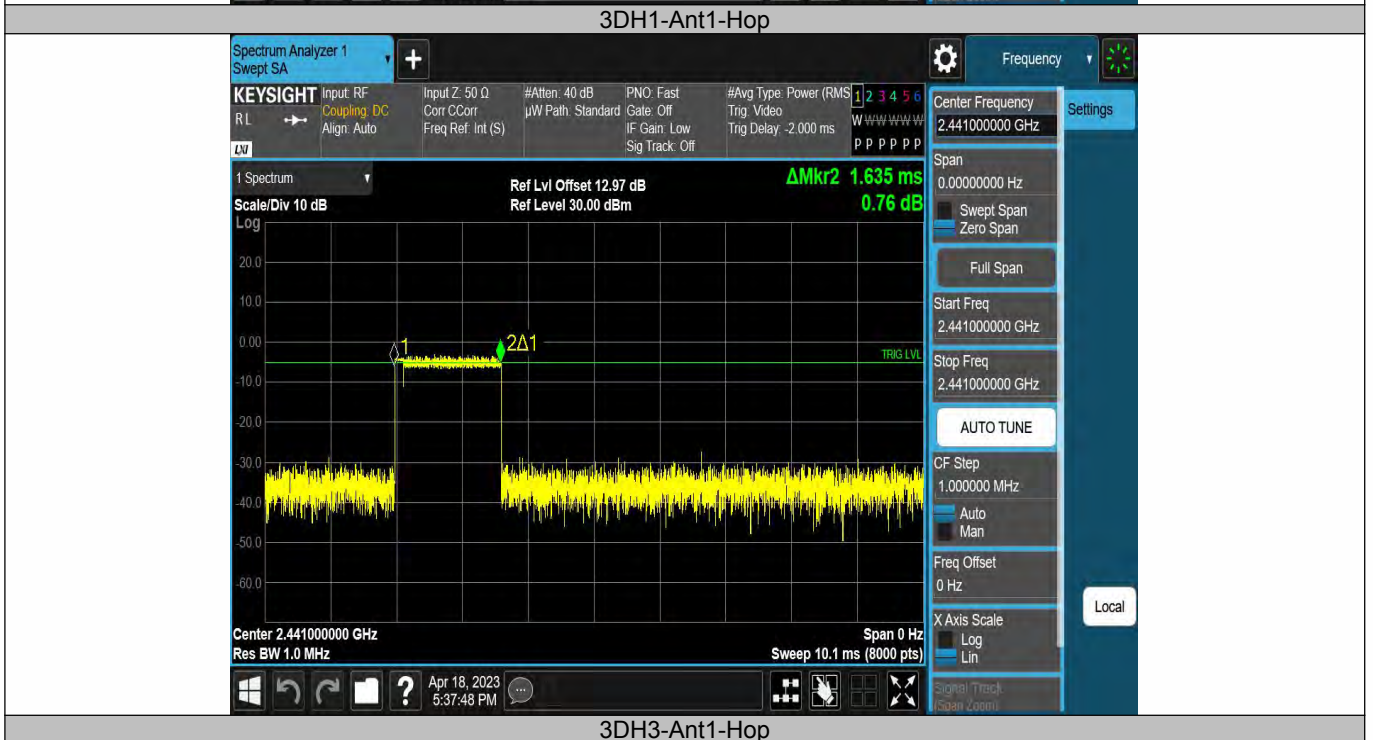 3DH1-Ant1-Hop
Spectrum Analyzer 1
Swept SA
+
Frequency
KEYSIGHT
RL
LXI
Input: RF
Coupling: DC
Align: Auto
Input Z: 50 Ω
Corr CCorr
Freq Ref: Int (S)
#Atten: 40 dB
µW Path: Standard
PNO: Fast
Gate: Off
IF Gain: Low
Sig Track: Off
#Avg Type: Power (RMS
Trig: Video
Trig Delay: -2.000 ms
1 2 3 4 5 6
W W W W W W
P P P P P P
1 Spectrum
Scale/Div 10 dB
Log
Ref Lvl Offset 12.97 dB
Ref Level 30.00 dBm
ΔMkr2 1.635 ms
0.76 dB
20.0
10.0
0.00
-10.0
-20.0
-30.0
-40.0
-50.0
-60.0
1
2Δ1
TRIG LVL
Center 2.441000000 GHz
Res BW 1.0 MHz
Span 0 Hz
Sweep 10.1 ms (8000 pts)
Center Frequency
2.441000000 GHz
Settings
Span
0.00000000 Hz
Swept Span
Zero Span
Full Span
Start Freq
2.441000000 GHz
Stop Freq
2.441000000 GHz
AUTO TUNE
CF Step
1.000000 MHz
Auto
Man
Freq Offset
0 Hz
X Axis Scale
Log
Lin
Signal Track
(Span Zoom)
Local
?
Apr 18, 2023
5:37:48 PM
3DH3-Ant1-Hop